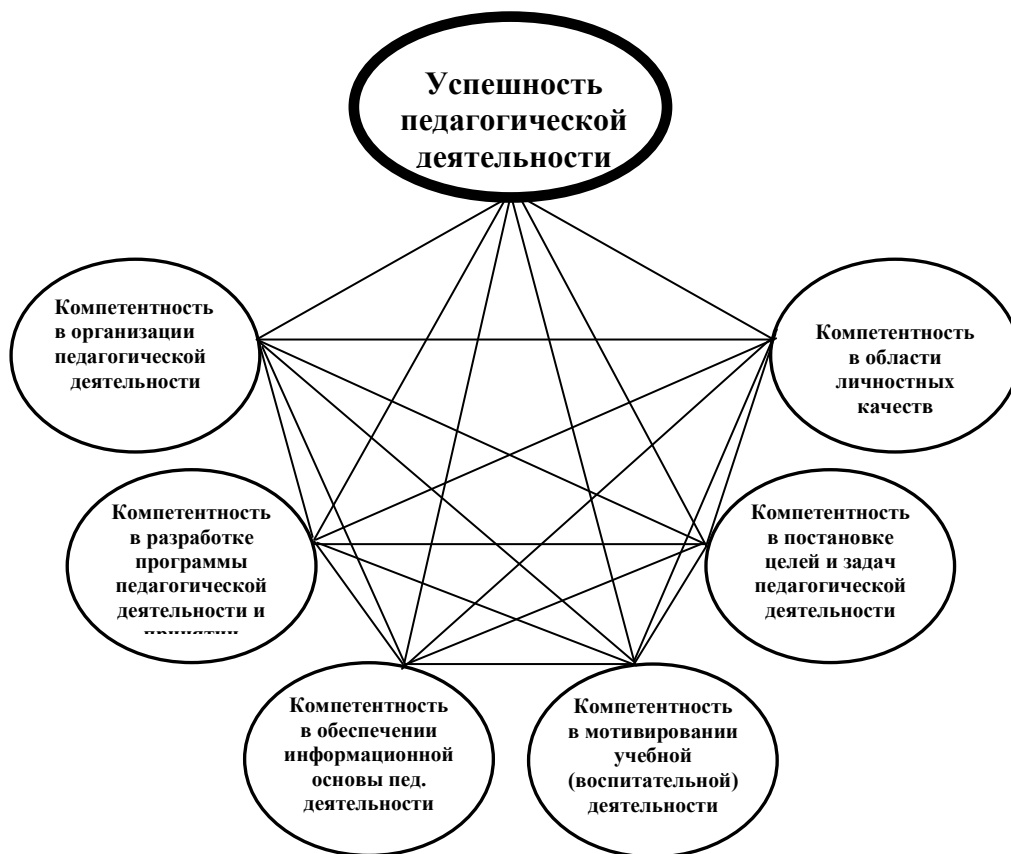 Успешность
педагогической
деятельности
Компетентность
в организации
педагогической
деятельности
Компетентность
в области
личностных
качеств
Компетентность
в разработке
программы
педагогической
деятельности и
Компетентность
в постановке
целей и задач
педагогической
деятельности
Компетентность
в обеспечении
информационной
основы пед.
деятельности
Компетентность
в мотивировании
учебной
(воспитательной)
деятельности